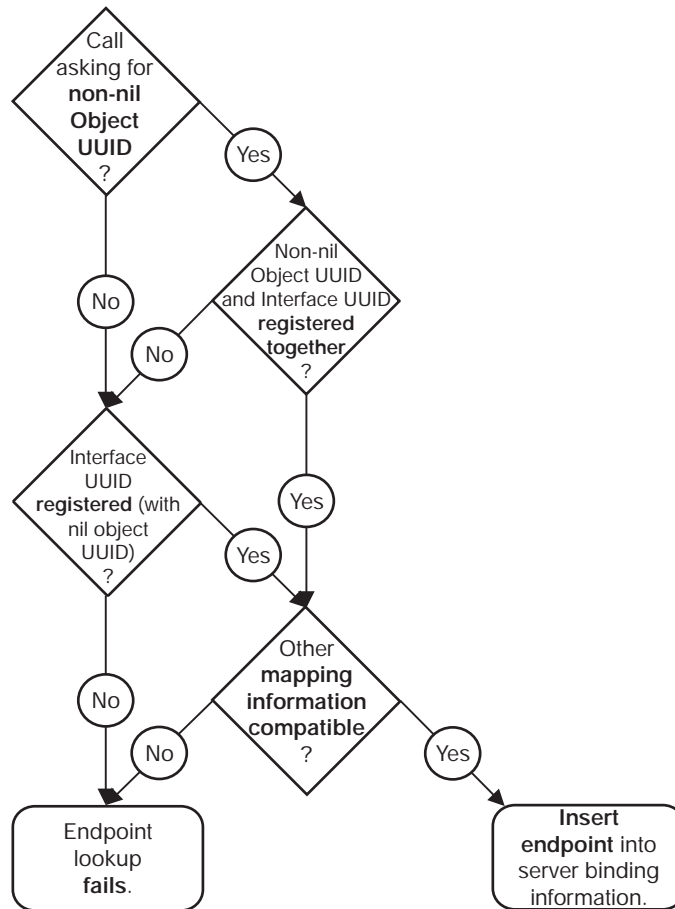 Call
asking for
non-nil
Object
UUID
?
Yes
No
Non-nil
Object UUID
and Interface UUID
registered
together
?
No
Yes
Interface
UUID
registered (with
nil object
UUID)
?
Yes
No
Other
mapping
information
compatible
?
No
Yes
Endpoint
lookup
fails.
Insert
endpoint into
server binding
information.